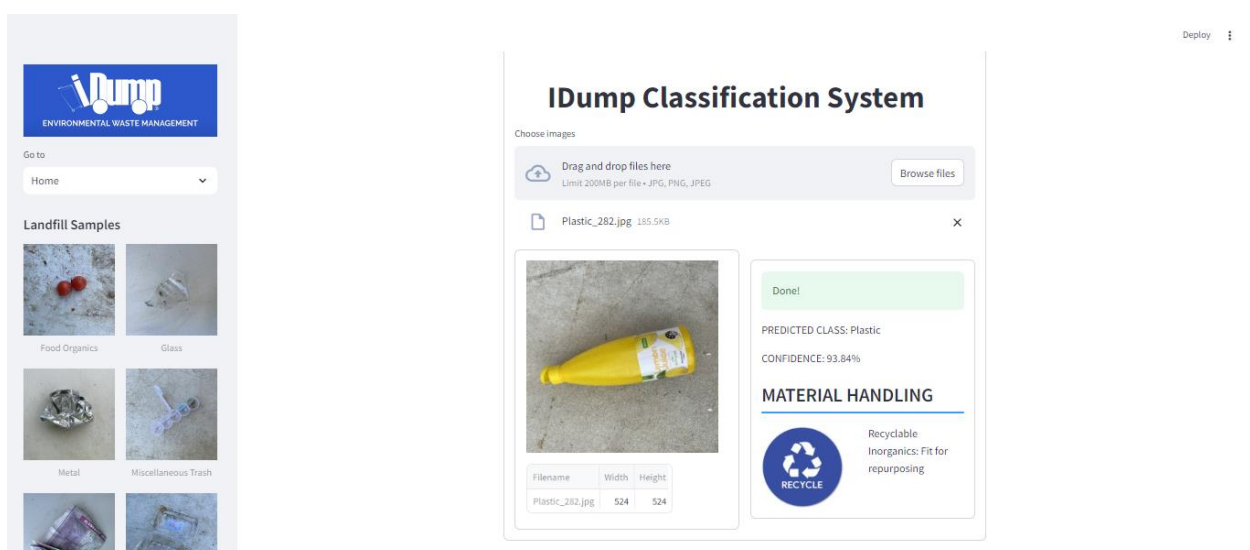 Deploy
iDump
ENVIRONMENTAL WASTE MANAGEMENT
Go to
Home
Landfill Samples
Food Organics
Glass
Metal
Miscellaneous Trash
IDump Classification System
Choose images
Drag and drop files here
Limit 200MB per file • JPG, PNG, JPEG
Browse files
Plastic_282.jpg 185.5KB
Filename Width Height
Plastic_282.jpg 524 524
Done!
PREDICTED CLASS: Plastic
CONFIDENCE: 93.84%
MATERIAL HANDLING
RECYCLE
Recyclable
Inorganics: Fit for
repurposing